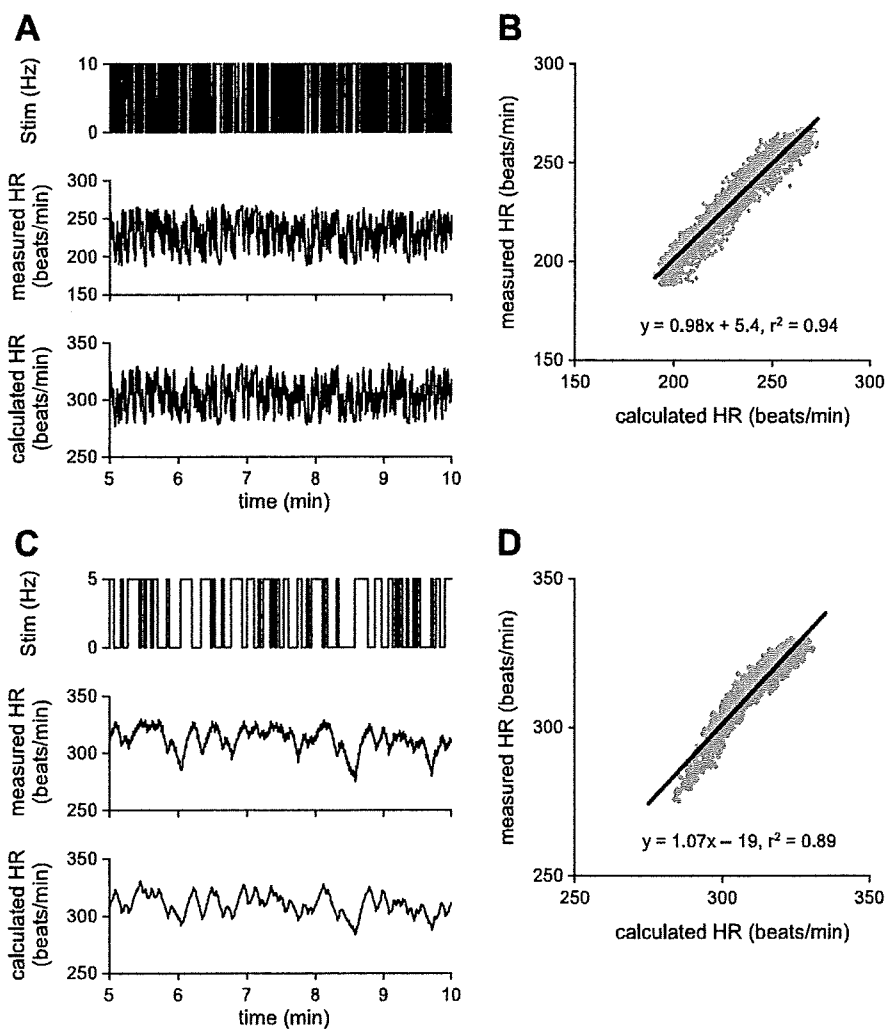 A
Stim (Hz)
10
0
measured HR
(beats/min)
300
250
200
150
calculated HR
(beats/min)
350
300
250
5 6 7 8 9 10
time (min)
B
measured HR (beats/min)
300
250
200
150
y = 0.98x + 5.4, r² = 0.94
150 200 250 300
calculated HR (beats/min)
C
Stim (Hz)
5
0
measured HR
(beats/min)
350
300
250
calculated HR
(beats/min)
350
300
250
5 6 7 8 9 10
time (min)
D
measured HR (beats/min)
350
300
250
y = 1.07x – 19, r² = 0.89
250 300 350
calculated HR (beats/min)